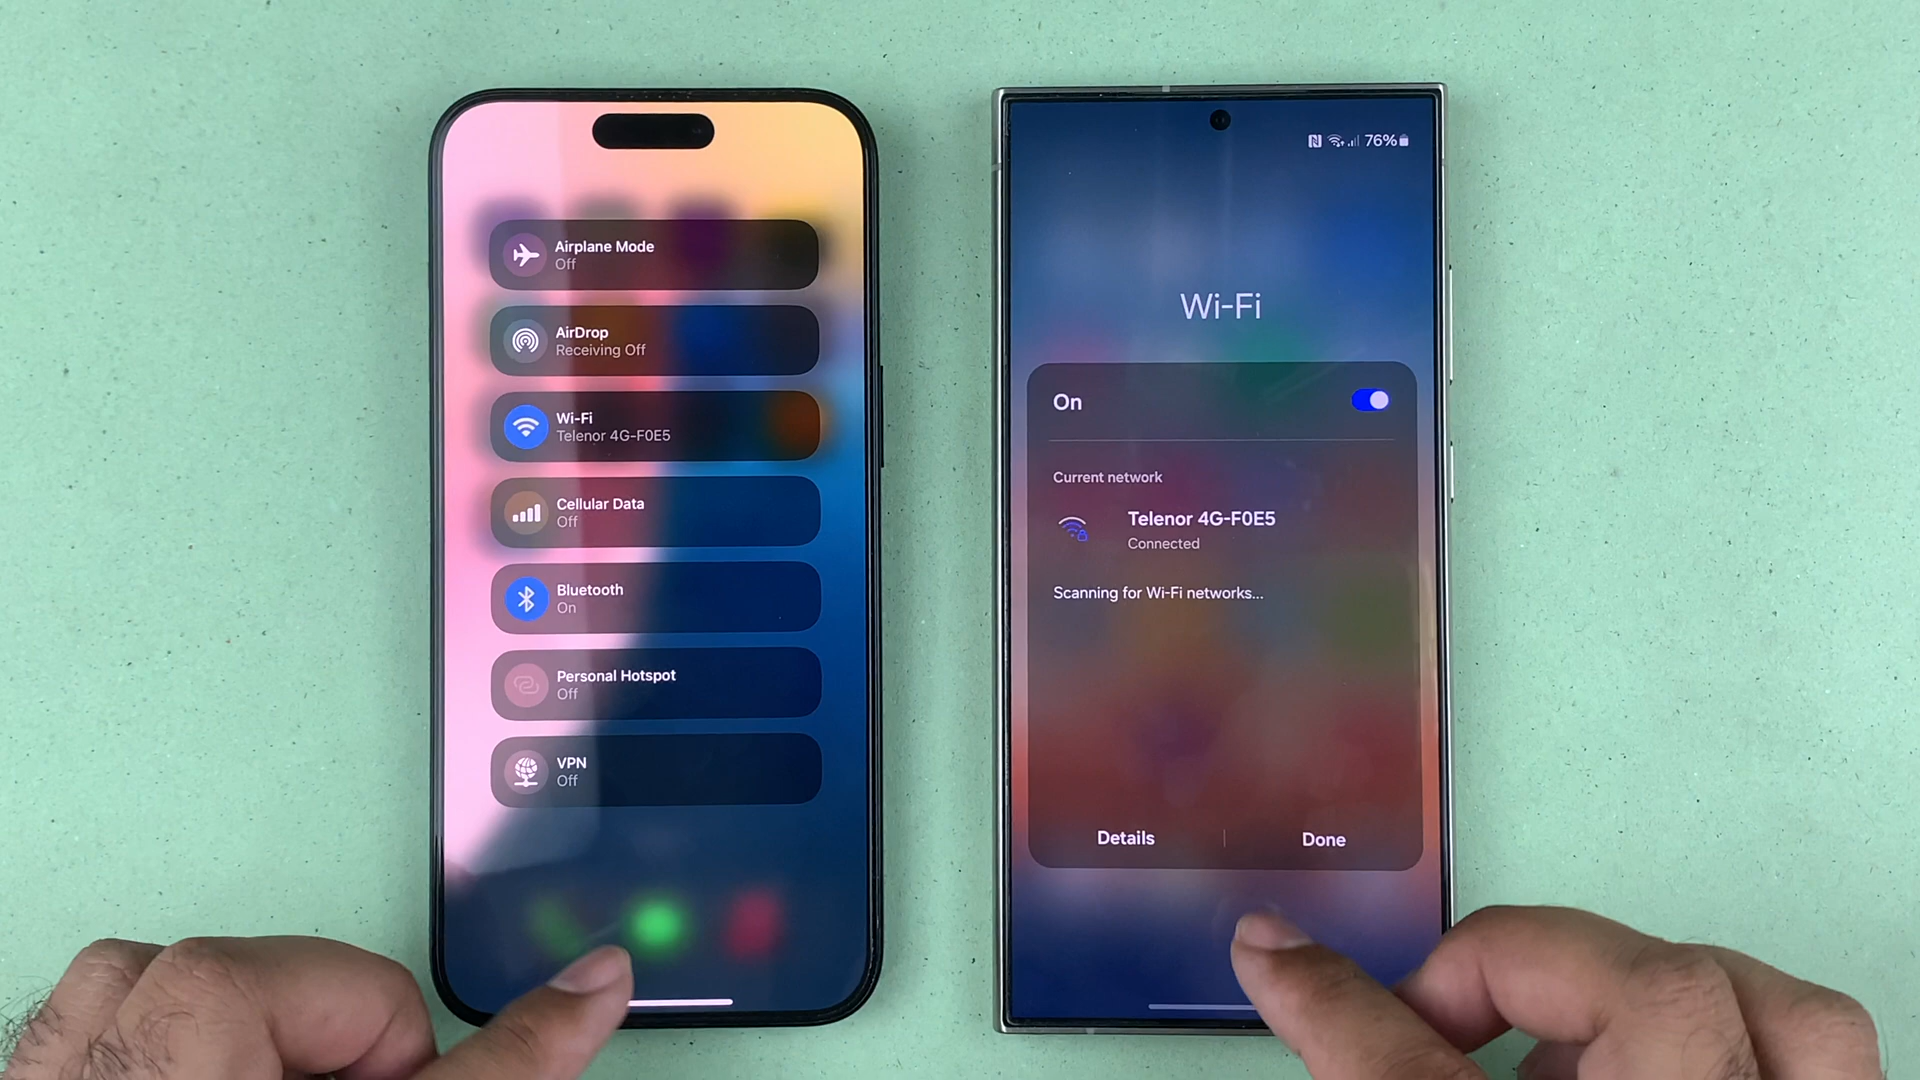 Airplane Mode
Off
AirDrop
Receiving Off
Wi-Fi
Telenor 4G-F0E5
Cellular Data
Off
Bluetooth
On
Personal Hotspot
Off
VPN
Off
76%
Wi-Fi
On
Current network
Telenor 4G-F0E5
Connected
Scanning for Wi-Fi networks...
Details
Done